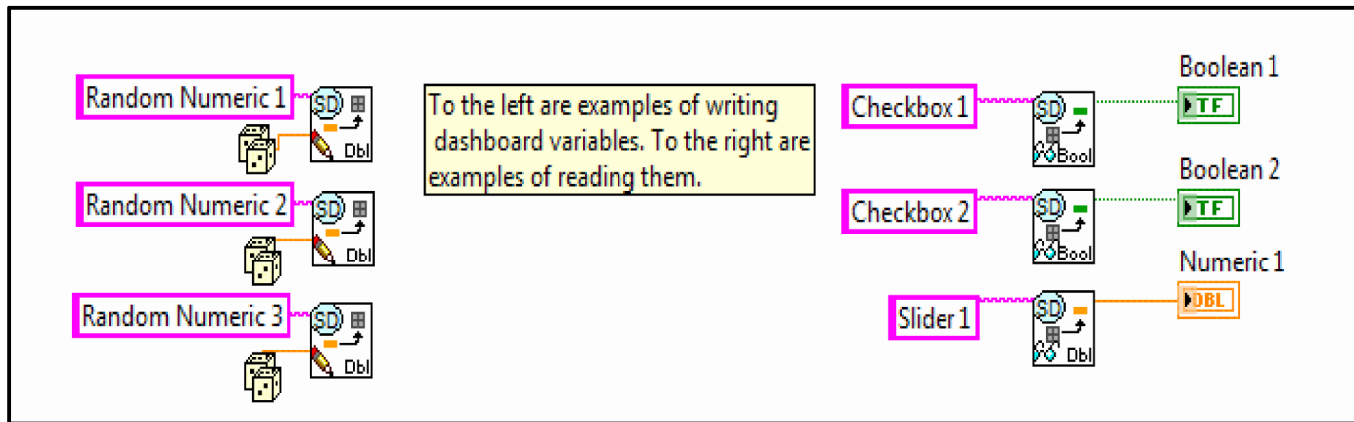 Random Numeric 1
SD
Dbl
Random Numeric 2
SD
Dbl
Random Numeric 3
SD
Dbl
To the left are examples of writing
dashboard variables. To the right are
examples of reading them.
Checkbox 1
SD
Bool
Boolean 1
TF
Checkbox 2
SD
Bool
Boolean 2
TF
Slider 1
SD
Dbl
Numeric 1
DBL